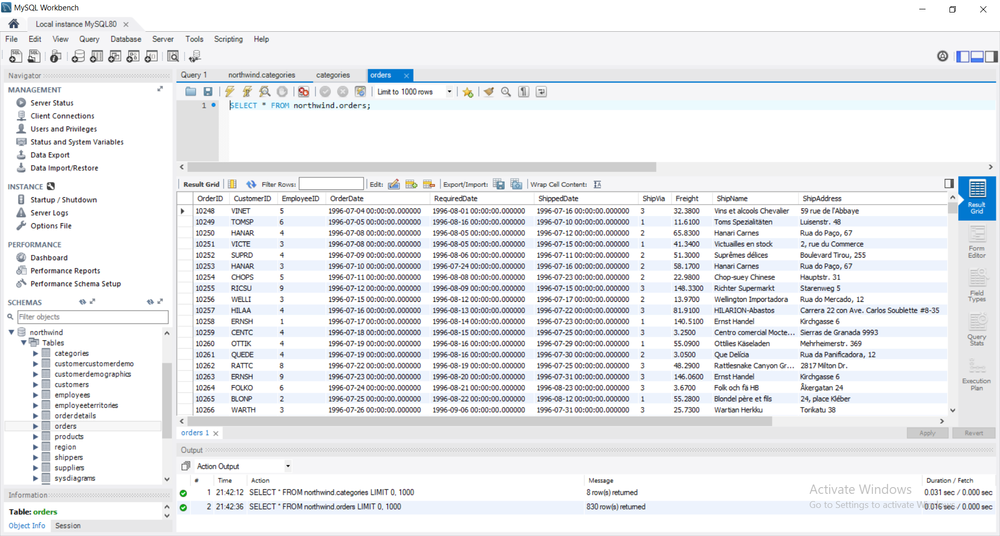 MySQL Workbench
Local instance MySQL80
File Edit View Query Database Server Tools Scripting Help
Navigator
MANAGEMENT
Server Status
Client Connections
Users and Privileges
Status and System Variables
Data Export
Data Import/Restore
INSTANCE
Startup / Shutdown
Server Logs
Options File
PERFORMANCE
Dashboard
Performance Reports
Performance Schema Setup
SCHEMAS
Filter objects
northwind
Tables
categories
customercustomerdemo
customerdemographics
customers
employees
employeeterritories
orderdetails
orders
products
region
shippers
suppliers
sysdiagrams
Information
Table: orders
Object Info Session
Query 1 northwind.categories categories orders
Limit to 1000 rows
1 SELECT * FROM northwind.orders;
Result Grid Filter Rows: Edit: Export/Import: Wrap Cell Content:
OrderID CustomerID EmployeeID OrderDate RequiredDate ShippedDate ShipVia Freight ShipName ShipAddress
10248 VINET 5 1996-07-04 00:00:00.000000 1996-08-01 00:00:00.000000 1996-07-16 00:00:00.000000 3 32.3800 Vins et alcools Chevalier 59 rue de l'Abbaye
10249 TOMSP 6 1996-07-05 00:00:00.000000 1996-08-16 00:00:00.000000 1996-07-10 00:00:00.000000 1 11.6100 Toms Spezialitäten Luisenstr. 48
10250 HANAR 4 1996-07-08 00:00:00.000000 1996-08-05 00:00:00.000000 1996-07-12 00:00:00.000000 2 65.8300 Hanari Carnes Rua do Paço, 67
10251 VICTE 3 1996-07-08 00:00:00.000000 1996-08-05 00:00:00.000000 1996-07-15 00:00:00.000000 1 41.3400 Victuailles en stock 2, rue du Commerce
10252 SUPRD 4 1996-07-09 00:00:00.000000 1996-08-06 00:00:00.000000 1996-07-11 00:00:00.000000 2 51.3000 Suprêmes délices Boulevard Tirou, 255
10253 HANAR 3 1996-07-10 00:00:00.000000 1996-07-24 00:00:00.000000 1996-07-16 00:00:00.000000 2 58.1700 Hanari Carnes Rua do Paço, 67
10254 CHOPS 5 1996-07-11 00:00:00.000000 1996-08-08 00:00:00.000000 1996-07-23 00:00:00.000000 2 22.9800 Chop-suey Chinese Hauptstr. 31
10255 RICSU 9 1996-07-12 00:00:00.000000 1996-08-09 00:00:00.000000 1996-07-15 00:00:00.000000 3 148.3300 Richter Supermarkt Starenweg 5
10256 WELLI 3 1996-07-15 00:00:00.000000 1996-08-12 00:00:00.000000 1996-07-17 00:00:00.000000 2 13.9700 Wellington Importadora Rua do Mercado, 12
10257 HILAA 4 1996-07-16 00:00:00.000000 1996-08-13 00:00:00.000000 1996-07-22 00:00:00.000000 3 81.9100 HILARION-Abastos Carrera 22 con Ave. Carlos Soublette #8-35
10258 ERNSH 1 1996-07-17 00:00:00.000000 1996-08-14 00:00:00.000000 1996-07-23 00:00:00.000000 1 140.5100 Ernst Handel Kirchgasse 6
10259 CENTC 4 1996-07-18 00:00:00.000000 1996-08-15 00:00:00.000000 1996-07-25 00:00:00.000000 3 3.2500 Centro comercial Mocte... Sierras de Granada 9993
10260 OTTIK 4 1996-07-19 00:00:00.000000 1996-08-16 00:00:00.000000 1996-07-29 00:00:00.000000 1 55.0900 Ottilies Käseladen Mehrheimerstr. 369
10261 QUEDE 4 1996-07-19 00:00:00.000000 1996-08-16 00:00:00.000000 1996-07-30 00:00:00.000000 2 3.0500 Que Delícia Rua da Panificadora, 12
10262 RATTC 8 1996-07-22 00:00:00.000000 1996-08-19 00:00:00.000000 1996-07-25 00:00:00.000000 3 48.2900 Rattlesnake Canyon Gr... 2817 Milton Dr.
10263 ERNSH 9 1996-07-23 00:00:00.000000 1996-08-20 00:00:00.000000 1996-07-31 00:00:00.000000 3 146.0600 Ernst Handel Kirchgasse 6
10264 FOLKO 6 1996-07-24 00:00:00.000000 1996-08-21 00:00:00.000000 1996-08-23 00:00:00.000000 3 3.6700 Folk och fä HB Åkergatan 24
10265 BLONP 2 1996-07-25 00:00:00.000000 1996-08-22 00:00:00.000000 1996-08-12 00:00:00.000000 1 55.2800 Blondel père et fils 24, place Kléber
10266 WARTH 3 1996-07-26 00:00:00.000000 1996-09-06 00:00:00.000000 1996-07-31 00:00:00.000000 3 25.7300 Wartian Herkku Torikatu 38
Result
Grid
Form
Editor
Field
Types
Query
Stats
Execution
Plan
orders 1
Apply Revert
Output
Action Output
# Time Action Message Duration / Fetch
1 21:42:12 SELECT * FROM northwind.categories LIMIT 0, 1000 8 row(s) returned 0.031 sec / 0.000 sec
2 21:42:36 SELECT * FROM northwind.orders LIMIT 0, 1000 830 row(s) returned 0.016 sec / 0.000 sec
Activate Windows
Go to Settings to activate Windows.